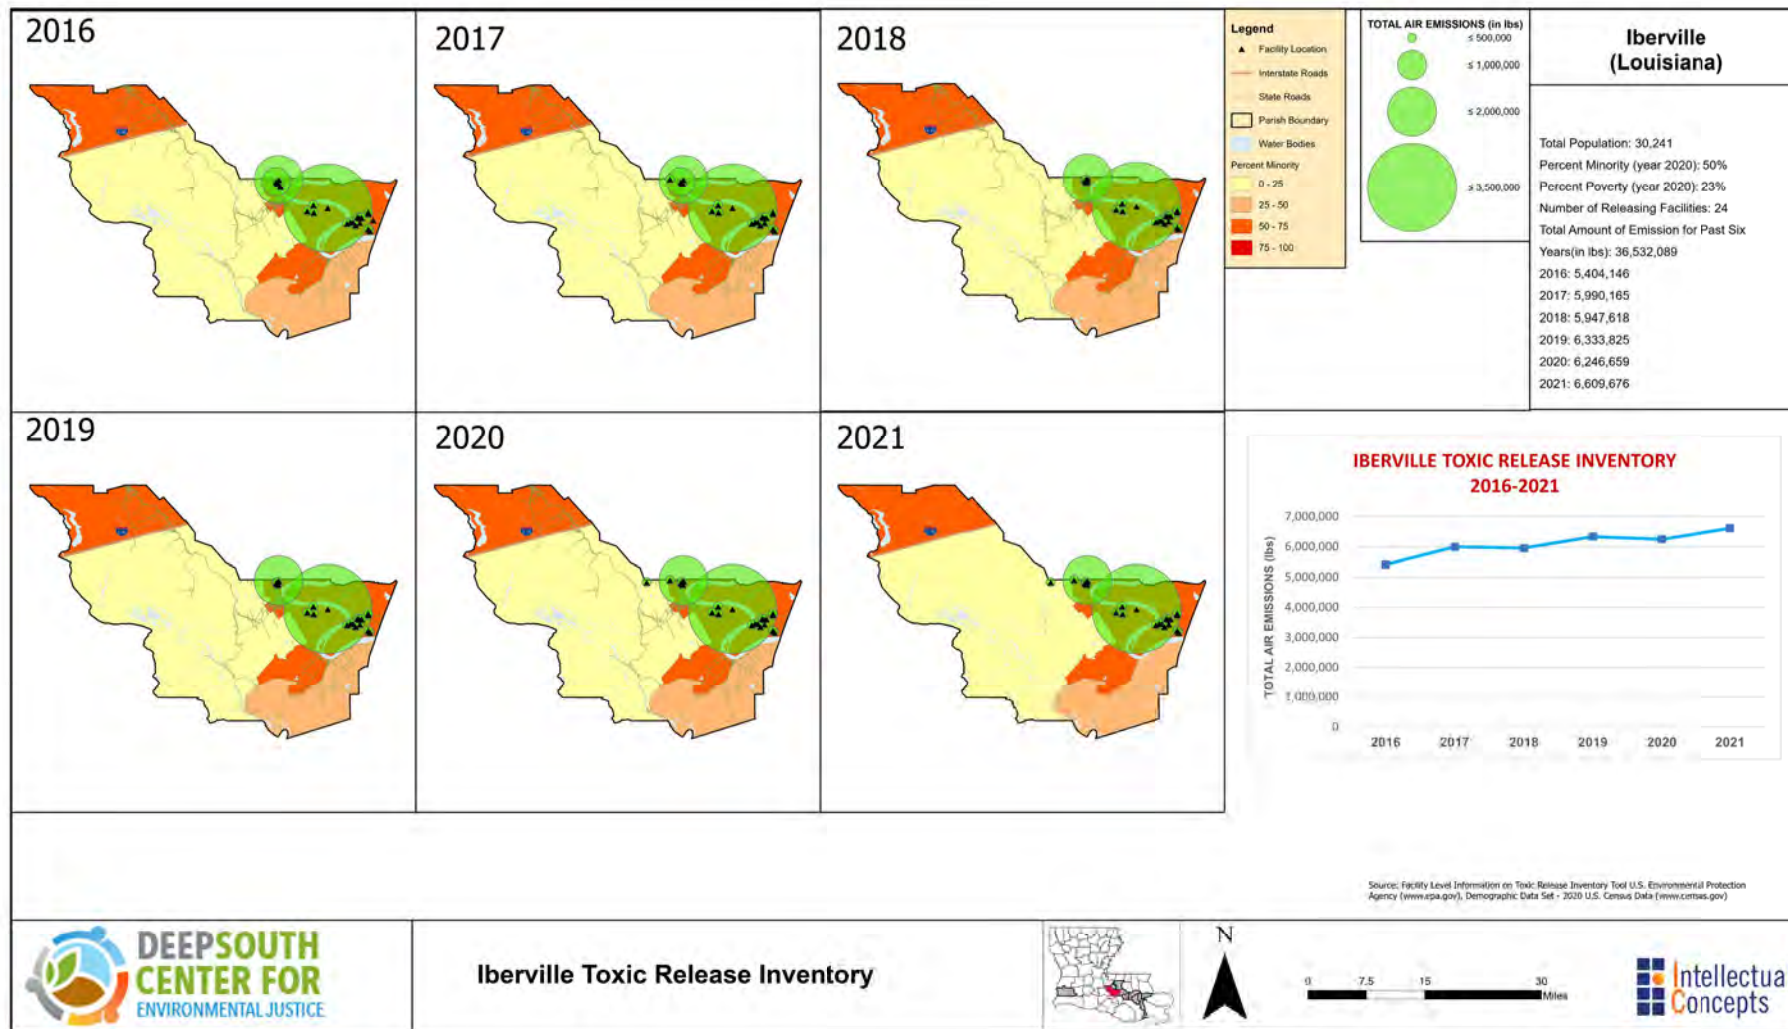 2016
2017
2018
Legend
Facility Location
Interstate Roads
State Roads
Parish Boundary
Water Bodies
Percent Minority
0 - 25
25 - 50
50 - 75
75 - 100
TOTAL AIR EMISSIONS (in lbs)
≤ 500,000
≤ 1,000,000
≤ 2,000,000
≥ 3,500,000
Iberville
(Louisiana)
Total Population: 30,241
Percent Minority (year 2020): 50%
Percent Poverty (year 2020): 23%
Number of Releasing Facilities: 24
Total Amount of Emission for Past Six
Years(in lbs): 36,532,089
2016: 5,404,146
2017: 5,990,165
2018: 5,947,618
2019: 6,333,825
2020: 6,246,659
2021: 6,609,676
2019
2020
2021
IBERVILLE TOXIC RELEASE INVENTORY
2016-2021
TOTAL AIR EMISSIONS (lbs)
7,000,000
6,000,000
5,000,000
4,000,000
3,000,000
2,000,000
1,000,000
0
2016 2017 2018 2019 2020 2021
Source: Facility Level Information on Toxic Release Inventory Tool U.S. Environmental Protection
Agency (www.epa.gov), Demographic Data Set - 2020 U.S. Census Data (www.census.gov)
DEEPSOUTH
CENTER FOR
ENVIRONMENTAL JUSTICE
Iberville Toxic Release Inventory
N
0 7.5 15 30
Miles
Intellectua
Concepts